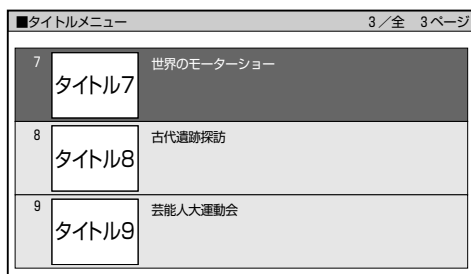 ■タイトルメニュー 3／全 3ページ
7 タイトル7 世界のモーターショー
8 タイトル8 古代遺跡探訪
9 タイトル9 芸能人大運動会